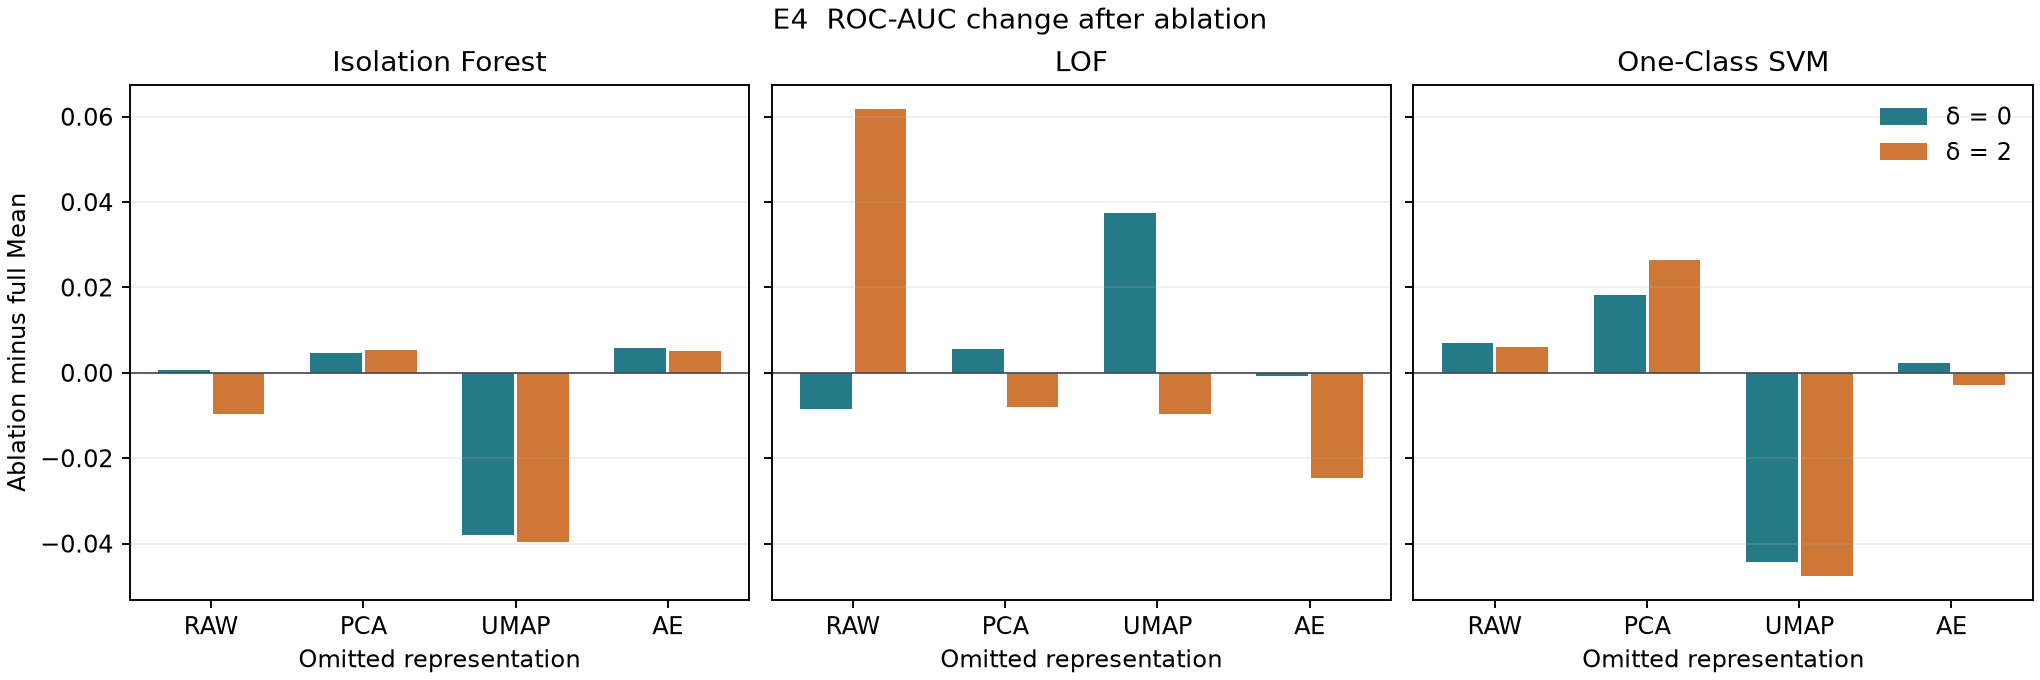 E4  ROC-AUC change after ablation
Isolation Forest
LOF
One-Class SVM
Ablation minus full Mean
0.06
0.04
0.02
0.00
−0.02
−0.04
δ = 0
δ = 2
RAW PCA UMAP AE
RAW PCA UMAP AE
RAW PCA UMAP AE
Omitted representation
Omitted representation
Omitted representation